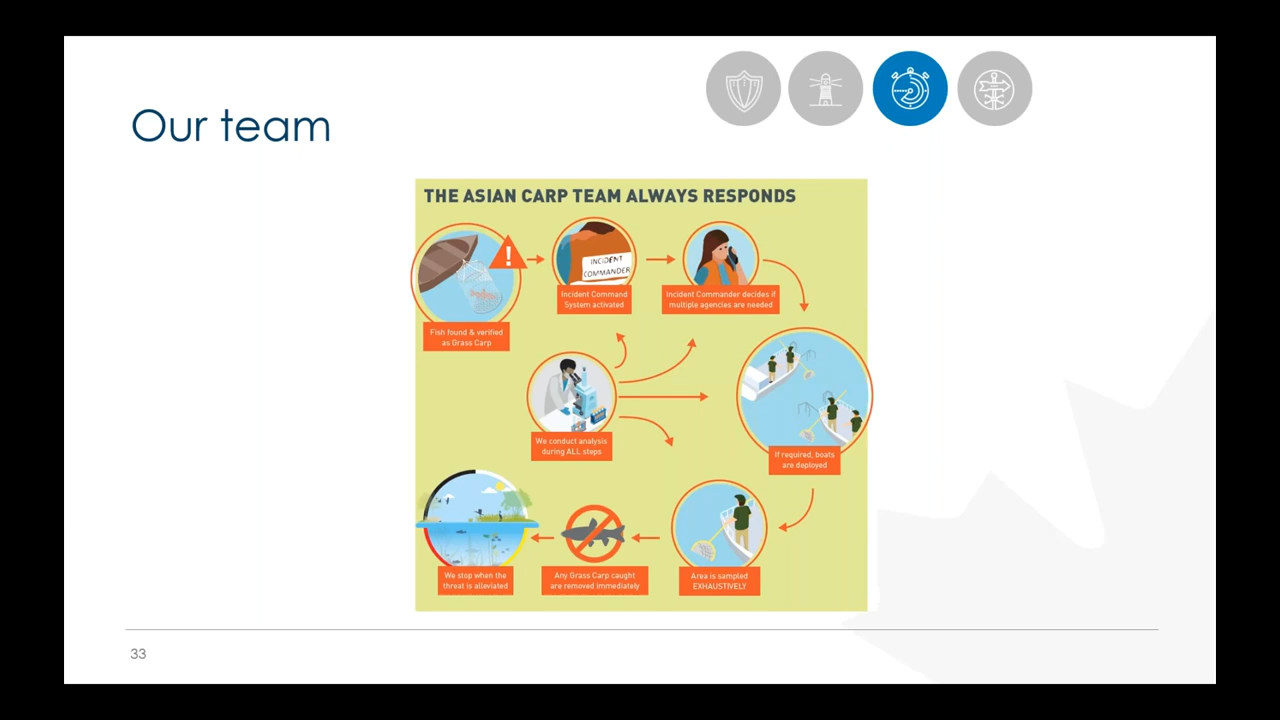 Our team
THE ASIAN CARP TEAM ALWAYS RESPONDS
!
INCIDENT
COMMANDER
Fish found & verified
as Grass Carp
Incident Command
System activated
Incident Commander decides if
multiple agencies are needed
We conduct analysis
during ALL steps
If required, boats
are deployed
We stop when the
threat is alleviated
Any Grass Carp caught
are removed immediately
Area is sampled
EXHAUSTIVELY
33